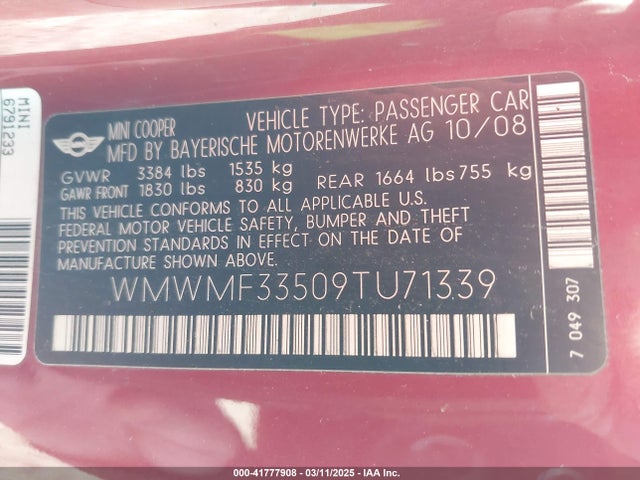 MINI
6791233
MINI COOPER VEHICLE TYPE: PASSENGER CAR
MFD BY BAYERISCHE MOTORENWERKE AG 10/08
GVWR 3384 lbs 1535 kg
GAWR FRONT 1830 lbs 830 kg REAR 1664 lbs 755 kg
THIS VEHICLE CONFORMS TO ALL APPLICABLE U.S.
FEDERAL MOTOR VEHICLE SAFETY, BUMPER AND THEFT
PREVENTION STANDARDS IN EFFECT ON THE DATE OF
MANUFACTURE SHOWN ABOVE.
WMWMF33509TU71339
7 049 307
000-41777908 - 03/11/2025 - IAA Inc.